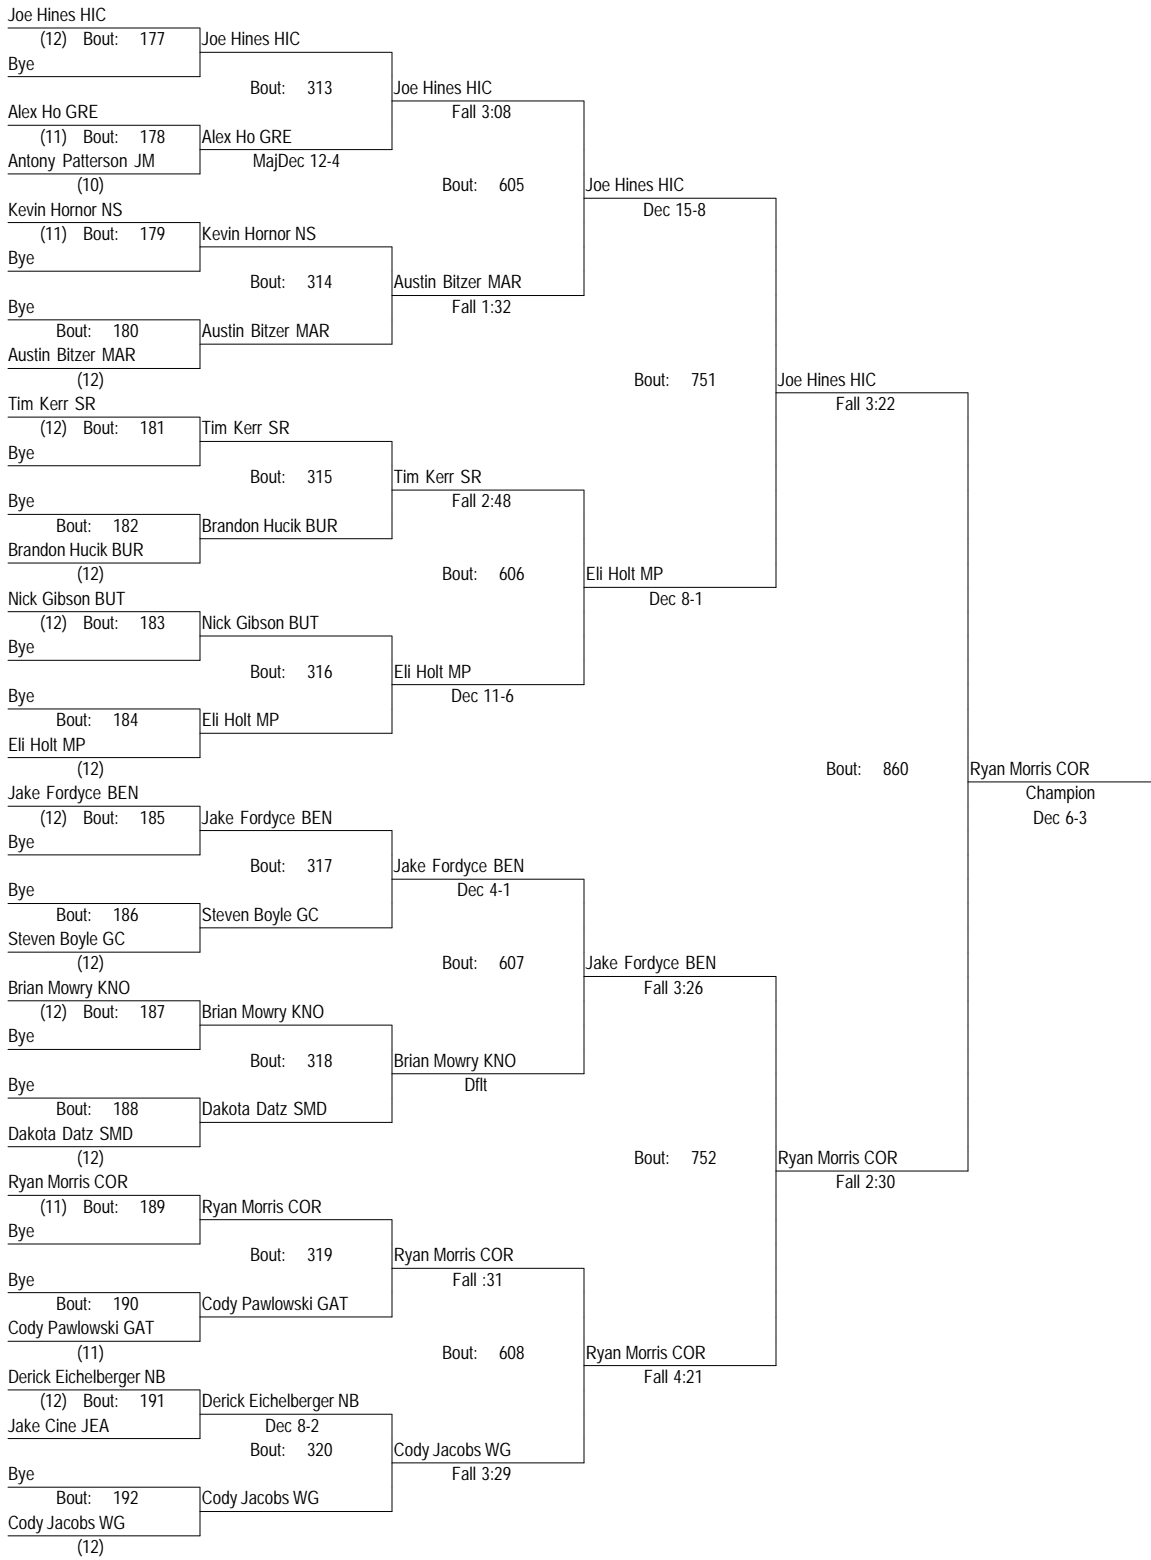 Joe Hines HIC
(12) Bout: 177 Joe Hines HIC
Bye
Bout: 313 Joe Hines HIC
Alex Ho GRE Fall 3:08
(11) Bout: 178 Alex Ho GRE
Antony Patterson JM MajDec 12-4
(10) Bout: 605 Joe Hines HIC
Kevin Hornor NS Dec 15-8
(11) Bout: 179 Kevin Hornor NS
Bye
Bout: 314 Austin Bitzer MAR
Bye Fall 1:32
Bout: 180 Austin Bitzer MAR
Austin Bitzer MAR
(12) Bout: 751 Joe Hines HIC
Tim Kerr SR Fall 3:22
(12) Bout: 181 Tim Kerr SR
Bye
Bout: 315 Tim Kerr SR
Bye Fall 2:48
Bout: 182 Brandon Hucik BUR
Brandon Hucik BUR
(12) Bout: 606 Eli Holt MP
Nick Gibson BUT Dec 8-1
(12) Bout: 183 Nick Gibson BUT
Bye
Bout: 316 Eli Holt MP
Bye Dec 11-6
Bout: 184 Eli Holt MP
Eli Holt MP
(12) Bout: 860 Ryan Morris COR
Jake Fordyce BEN Champion
(12) Bout: 185 Jake Fordyce BEN Dec 6-3
Bye
Bout: 317 Jake Fordyce BEN
Bye Dec 4-1
Bout: 186 Steven Boyle GC
Steven Boyle GC
(12) Bout: 607 Jake Fordyce BEN
Brian Mowry KNO Fall 3:26
(12) Bout: 187 Brian Mowry KNO
Bye
Bout: 318 Brian Mowry KNO
Bye Dflt
Bout: 188 Dakota Datz SMD
Dakota Datz SMD
(12) Bout: 752 Ryan Morris COR
Ryan Morris COR Fall 2:30
(11) Bout: 189 Ryan Morris COR
Bye
Bout: 319 Ryan Morris COR
Bye Fall :31
Bout: 190 Cody Pawlowski GAT
Cody Pawlowski GAT
(11) Bout: 608 Ryan Morris COR
Derick Eichelberger NB Fall 4:21
(12) Bout: 191 Derick Eichelberger NB
Jake Cine JEA Dec 8-2
Bout: 320 Cody Jacobs WG
Bye Fall 3:29
Bout: 192 Cody Jacobs WG
Cody Jacobs WG
(12)